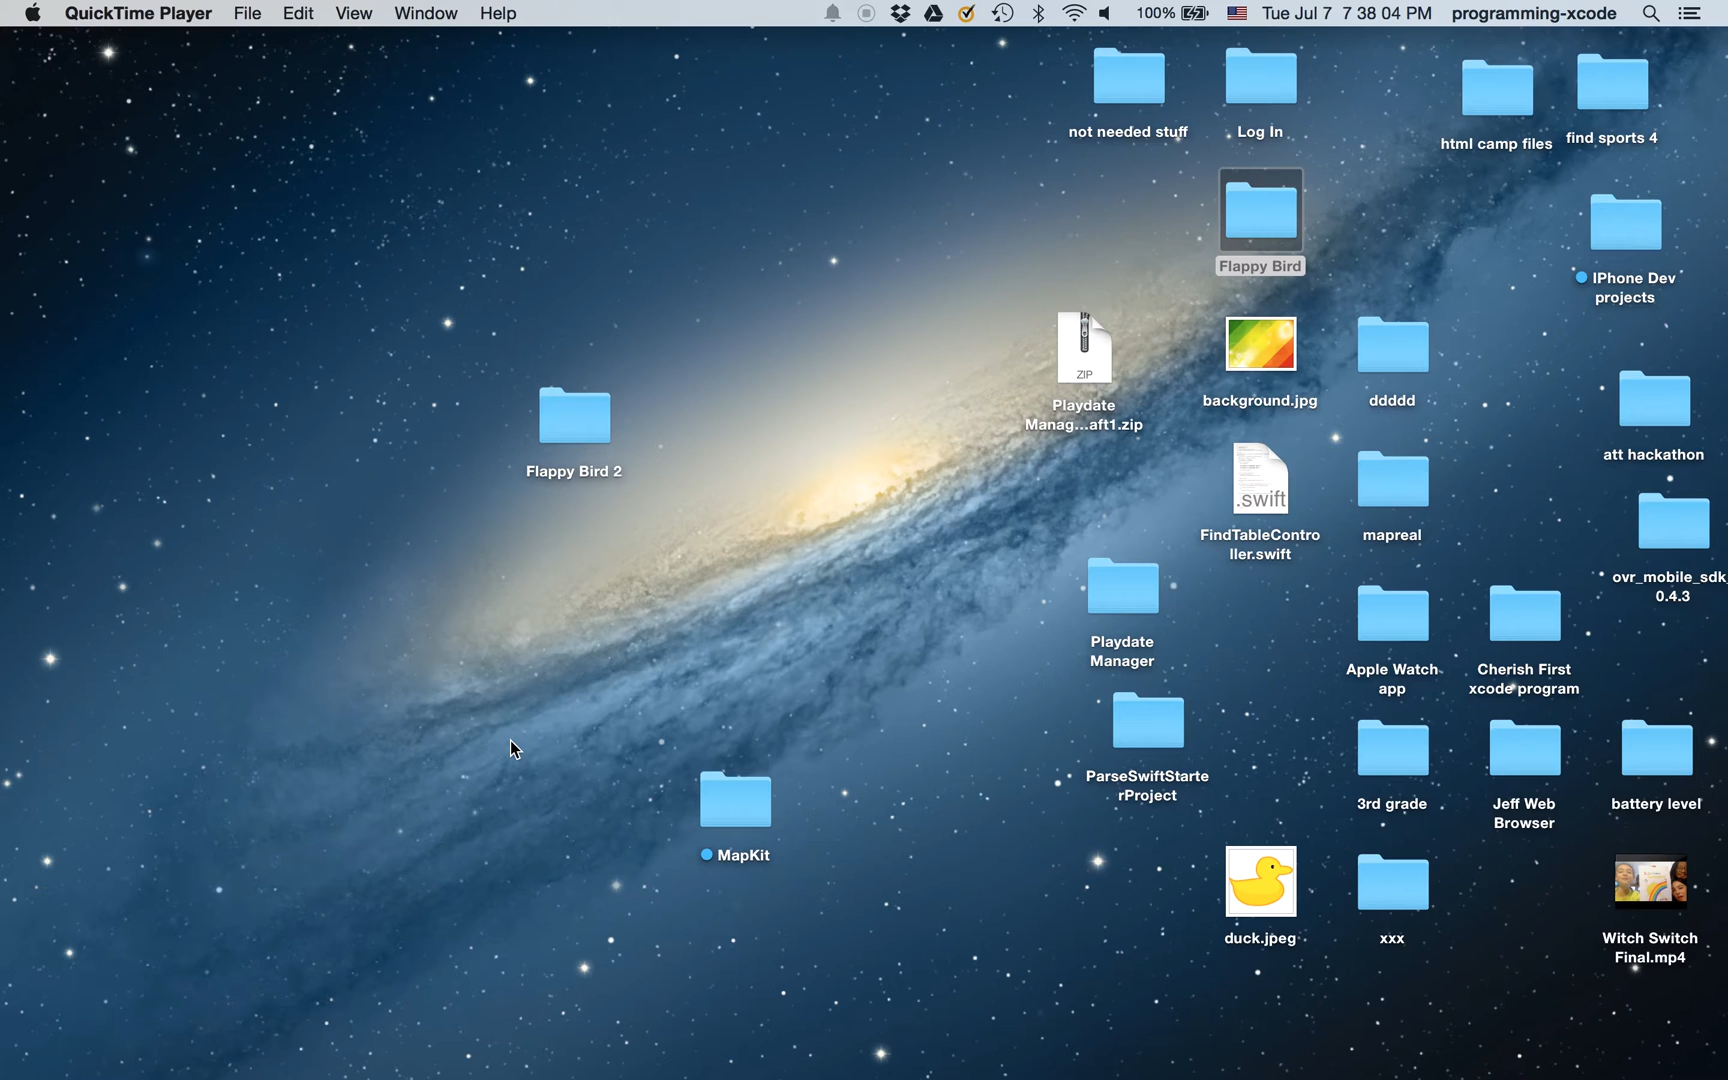 QuickTime Player File Edit View Window Help 100% Tue Jul 7 7 38 04 PM programming-xcode
not needed stuff
Log In
html camp files
find sports 4
Flappy Bird
IPhone Dev
projects
ZIP
Playdate
Manag...aft1.zip
background.jpg
ddddd
att hackathon
Flappy Bird 2
.swift
FindTableContro
ller.swift
mapreal
ovr_mobile_sdk_
0.4.3
Playdate
Manager
Apple Watch
app
Cherish First
xcode program
ParseSwiftStarte
rProject
3rd grade
Jeff Web
Browser
battery level
MapKit
duck.jpeg
xxx
Witch Switch
Final.mp4